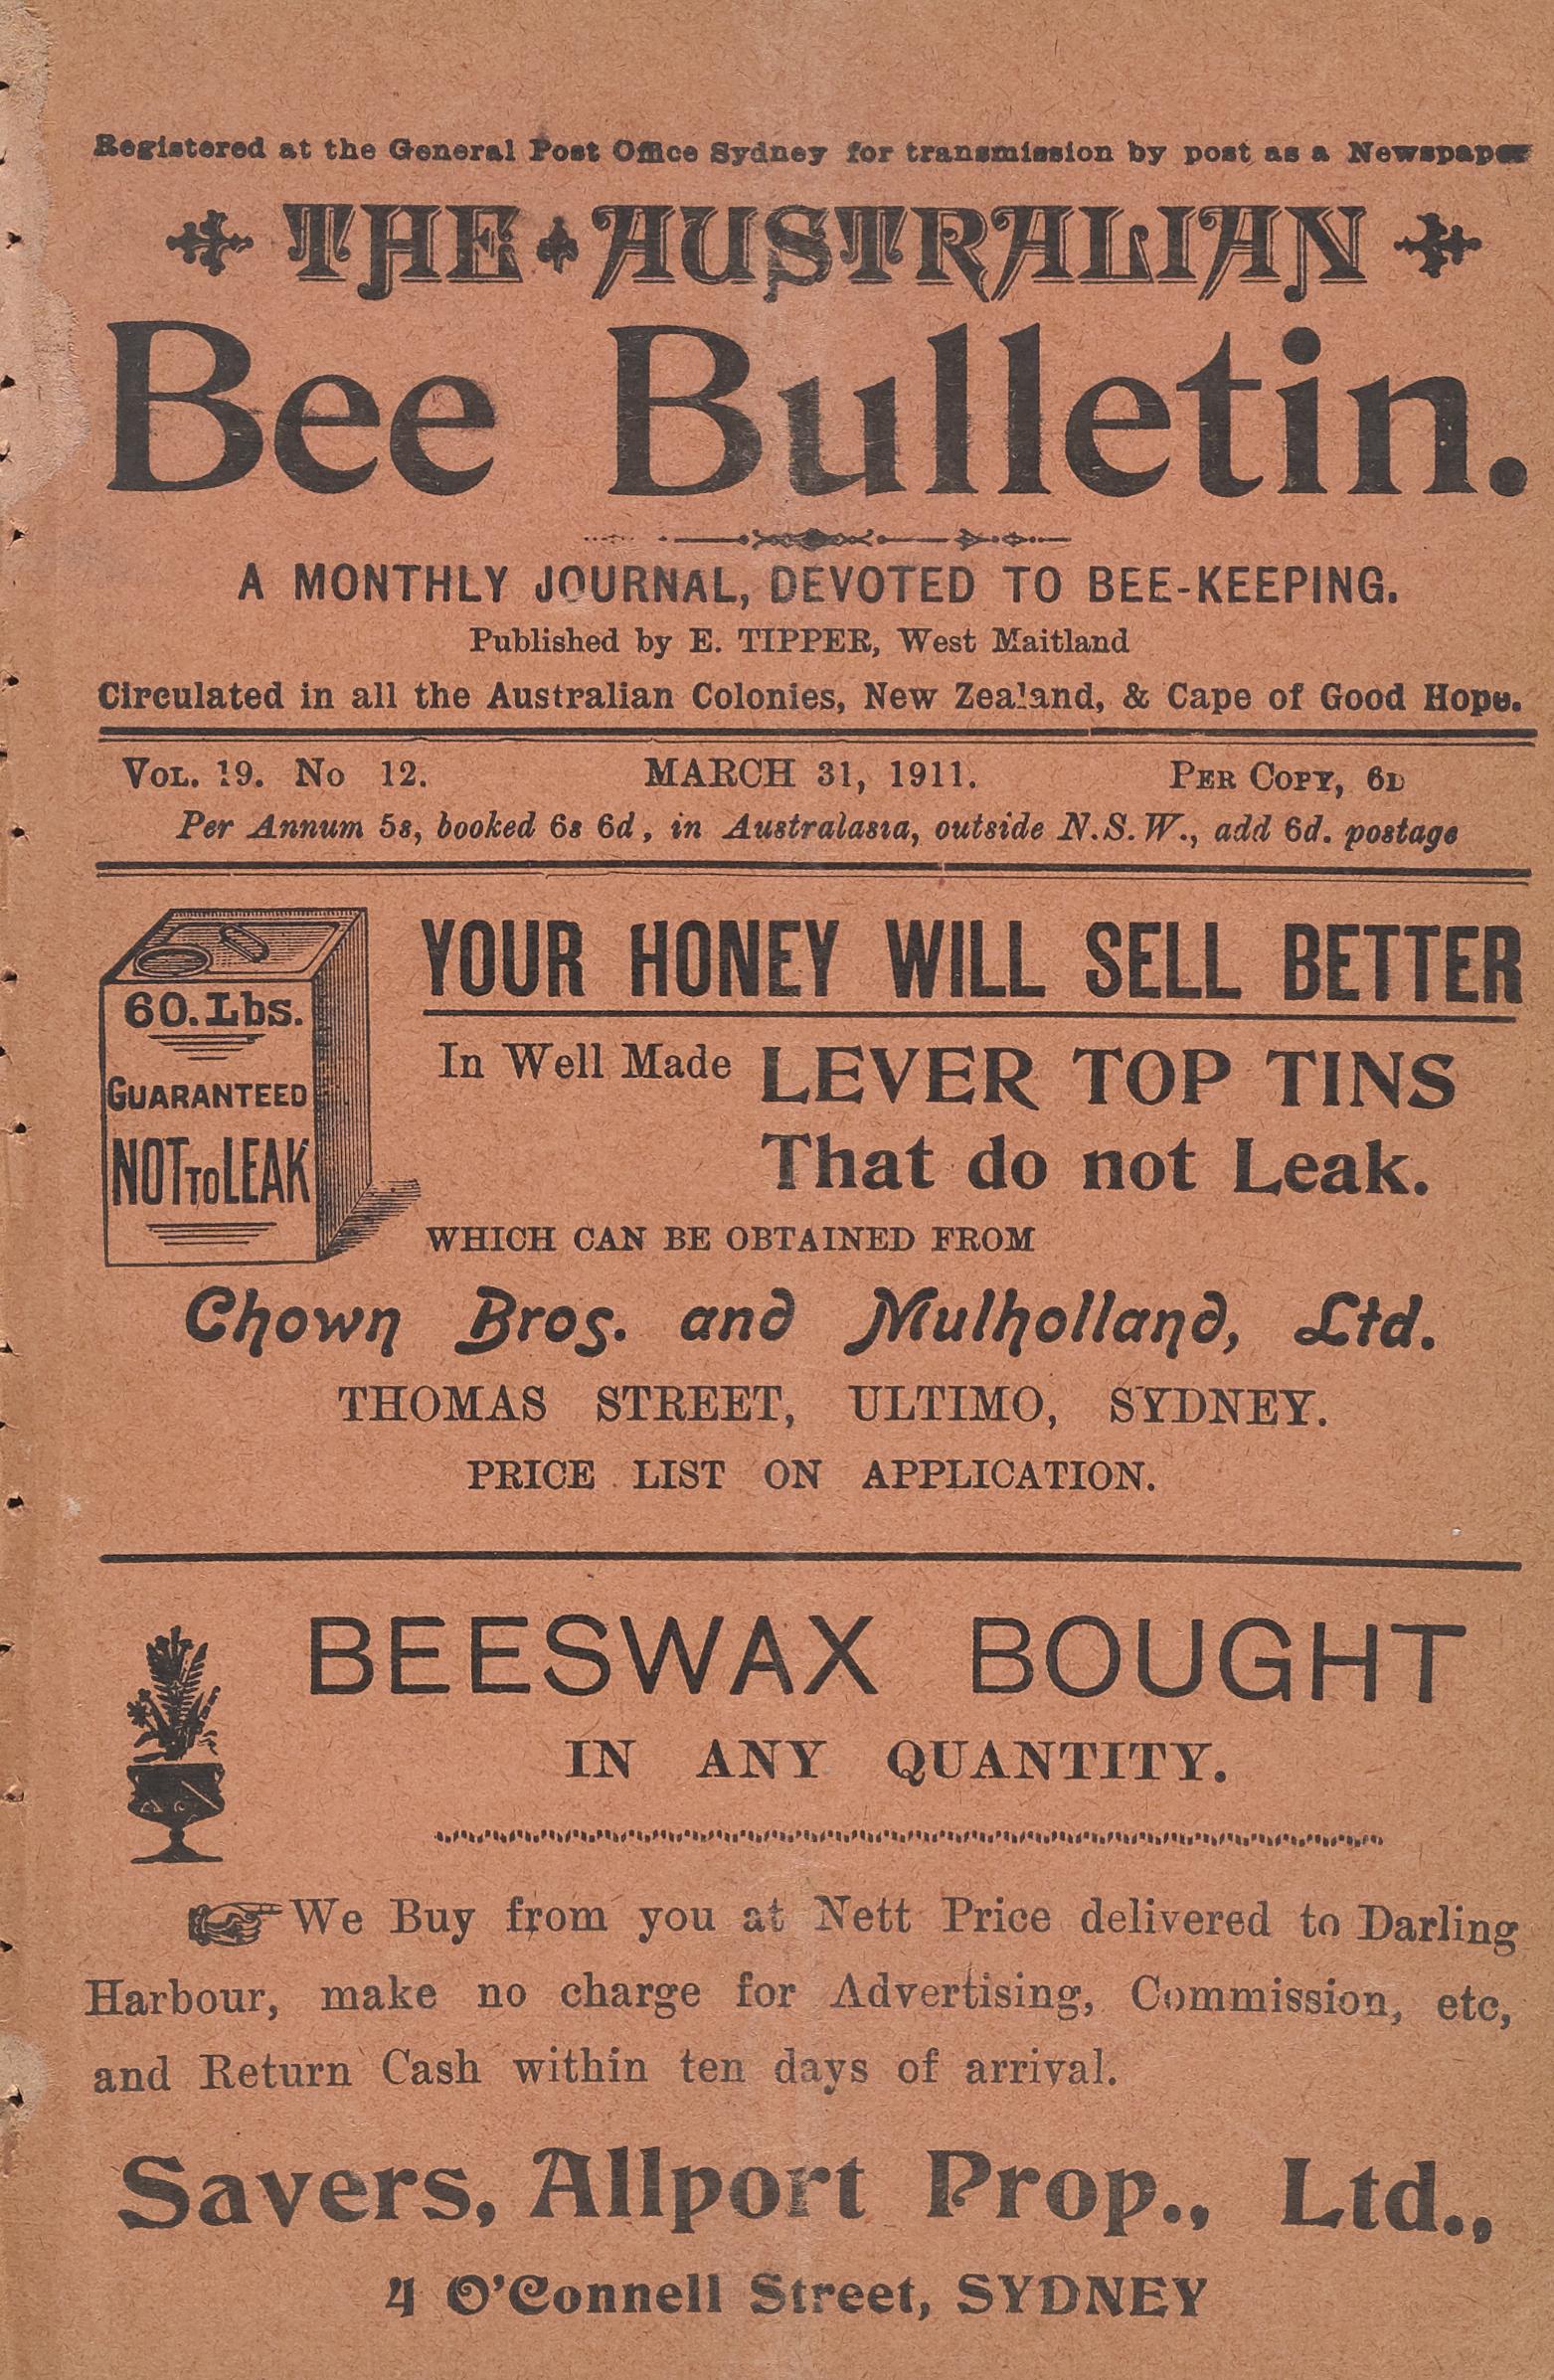 Registered at the General Post Office Sydney for transmission by post as a Newspaper
THE AUSTRALIAN
Bee Bulletin.
A MONTHLY JOURNAL, DEVOTED TO BEE-KEEPING.
Published by E. TIPPER, West Maitland
Circulated in all the Australian Colonies, New Zealand, & Cape of Good Hope.
VOL. 19. No 12. MARCH 31, 1911. PER COPY, 6D
Per Annum 5s, booked 6s 6d, in Australasia, outside N.S.W., add 6d. postage
60. Lbs.
GUARANTEED
NOT TO LEAK
YOUR HONEY WILL SELL BETTER
In Well Made LEVER TOP TINS
That do not Leak.
WHICH CAN BE OBTAINED FROM
Chown Bros. and Mulholland, Ltd.
THOMAS STREET, ULTIMO, SYDNEY.
PRICE LIST ON APPLICATION.
BEESWAX BOUGHT
IN ANY QUANTITY.
We Buy from you at Nett Price delivered to Darling
Harbour, make no charge for Advertising, Commission, etc,
and Return Cash within ten days of arrival.
Savers, Allport Prop., Ltd.,
4 O'Connell Street, SYDNEY